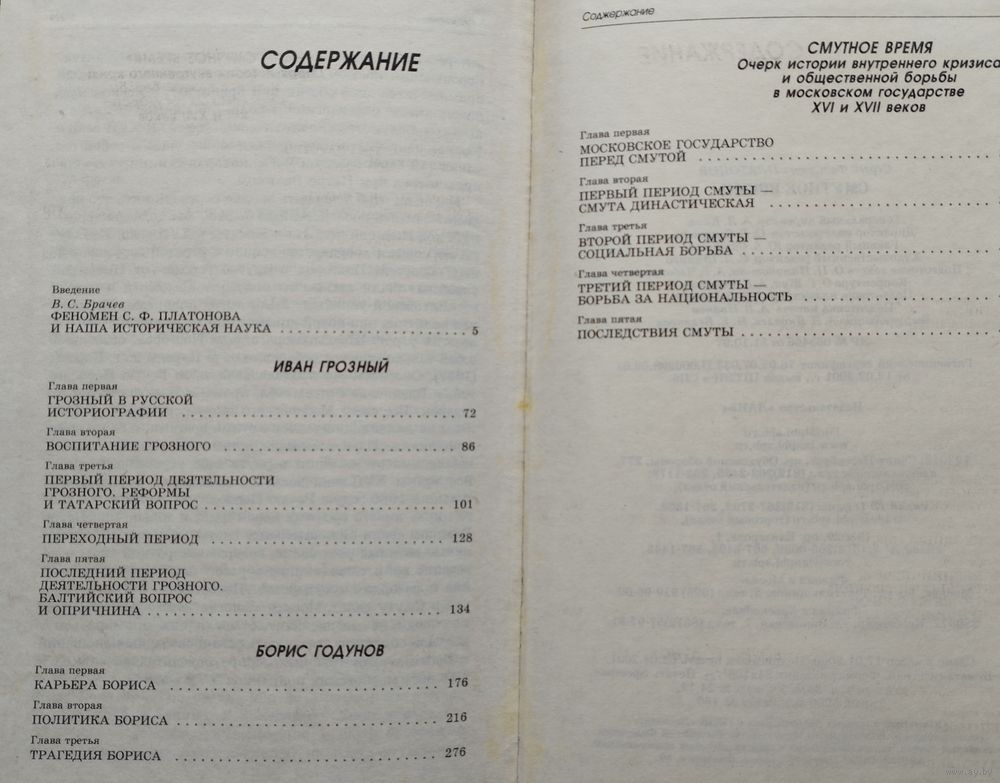 СОДЕРЖАНИЕ
Введение
В. С. Брачев
ФЕНОМЕН С. Ф. ПЛАТОНОВА
И НАША ИСТОРИЧЕСКАЯ НАУКА 5
ИВАН ГРОЗНЫЙ
Глава первая
ГРОЗНЫЙ В РУССКОЙ
ИСТОРИОГРАФИИ 72
Глава вторая
ВОСПИТАНИЕ ГРОЗНОГО 86
Глава третья
ПЕРВЫЙ ПЕРИОД ДЕЯТЕЛЬНОСТИ
ГРОЗНОГО. РЕФОРМЫ
И ТАТАРСКИЙ ВОПРОС 101
Глава четвертая
ПЕРЕХОДНЫЙ ПЕРИОД 128
Глава пятая
ПОСЛЕДНИЙ ПЕРИОД
ДЕЯТЕЛЬНОСТИ ГРОЗНОГО.
БАЛТИЙСКИЙ ВОПРОС
И ОПРИЧНИНА 134
БОРИС ГОДУНОВ
Глава первая
КАРЬЕРА БОРИСА 176
Глава вторая
ПОЛИТИКА БОРИСА 216
Глава третья
ТРАГЕДИЯ БОРИСА 276
Соджержание
СМУТНОЕ ВРЕМЯ
Очерк истории внутреннего кризиса
и общественной борьбы
в московском государстве
XVI и XVII веков
Глава первая
МОСКОВСКОЕ ГОСУДАРСТВО
ПЕРЕД СМУТОЙ
Глава вторая
ПЕРВЫЙ ПЕРИОД СМУТЫ —
СМУТА ДИНАСТИЧЕСКАЯ
Глава третья
ВТОРОЙ ПЕРИОД СМУТЫ —
СОЦИАЛЬНАЯ БОРЬБА
Глава четвертая
ТРЕТИЙ ПЕРИОД СМУТЫ —
БОРЬБА ЗА НАЦИОНАЛЬНОСТЬ
Глава пятая
ПОСЛЕДСТВИЯ СМУТЫ
www.ay.by